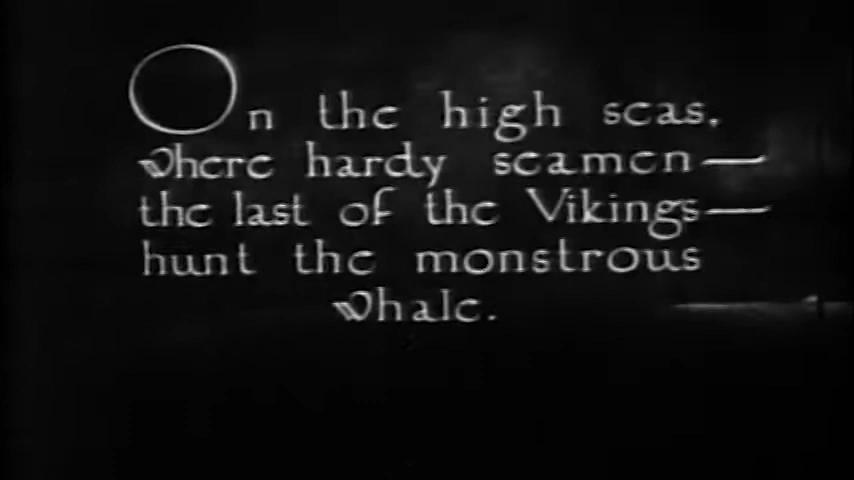 On the high seas,
where hardy seamen—
the last of the Vikings—
hunt the monstrous
whale.